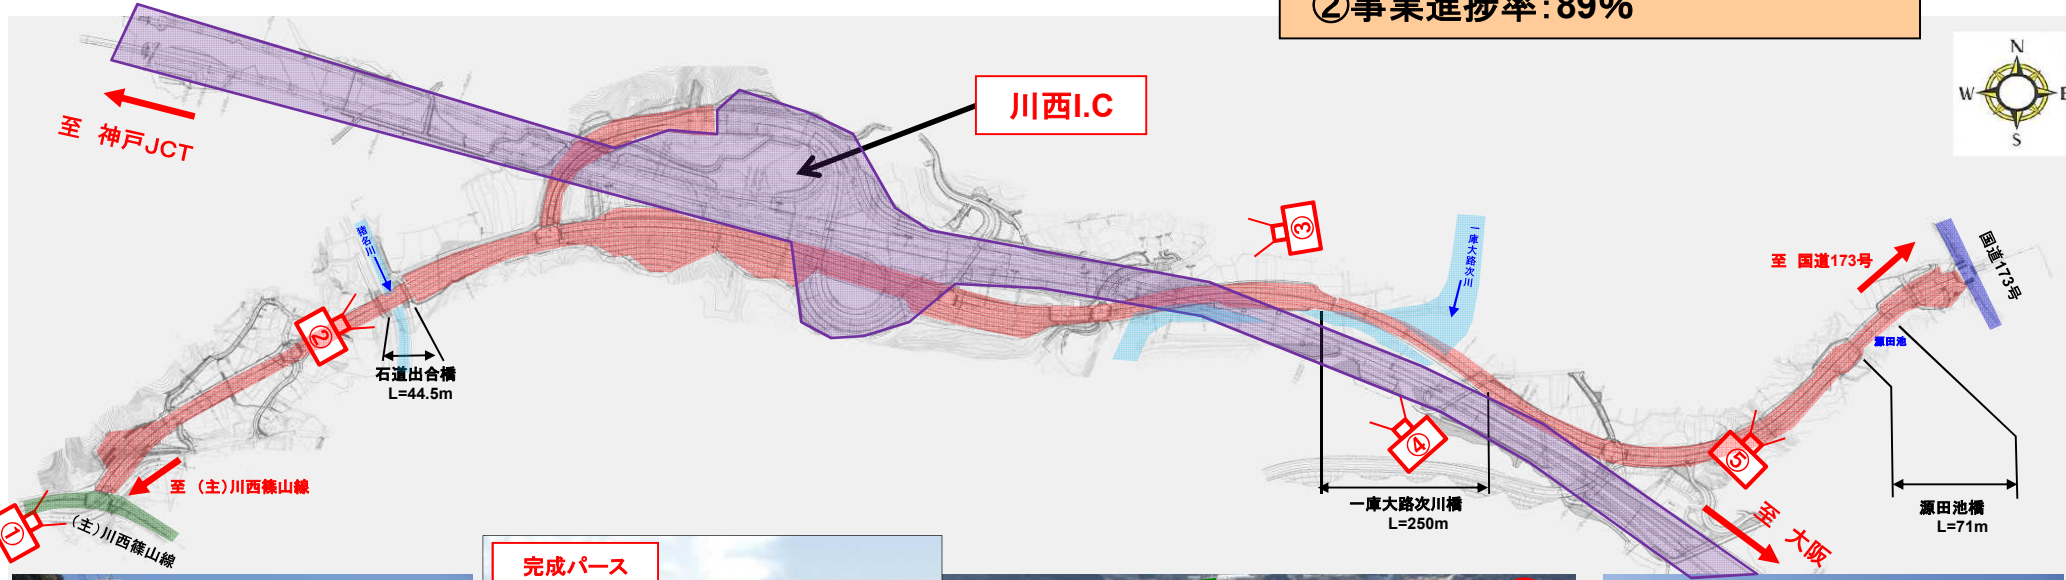 ②事業進捗率:89%
N
W
E
S
川西I.C
至 神戸JCT
猪名川
③
一庫大路次川
至 国道173号
国道173号
②
源田池
石道出合橋
L=44.5m
④
⑤
至 (主)川西篠山線
①
(主)川西篠山線
一庫大路次川橋
L=250m
源田池橋
L=71m
至 大阪
完成パース